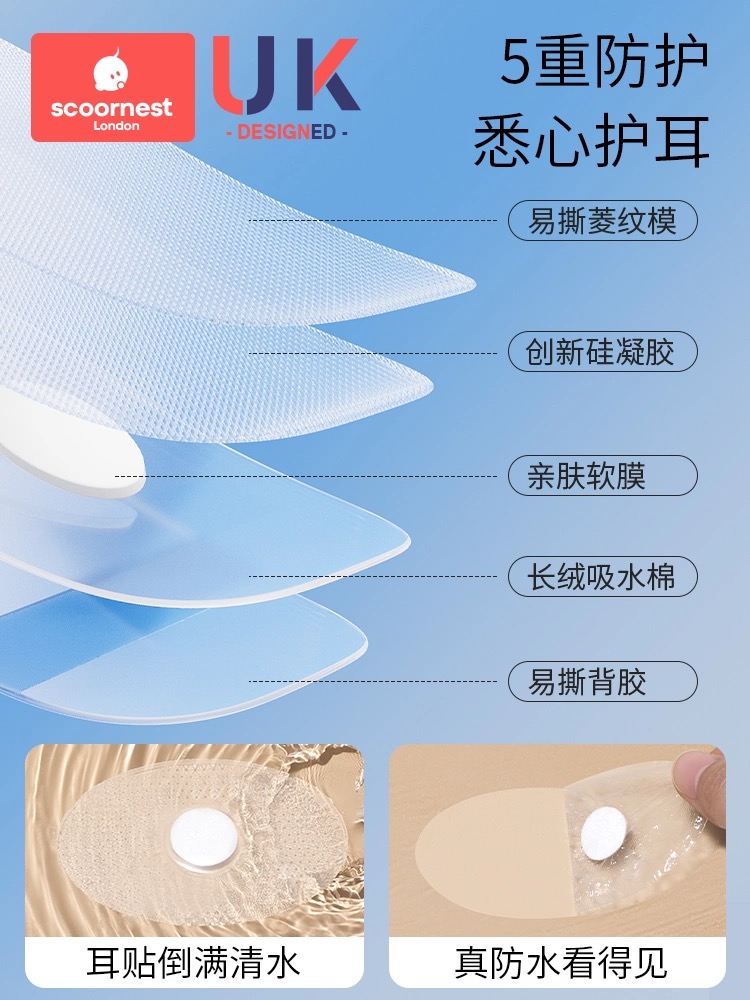 scoornest
London
UK
- DESIGNED -
5重防护
悉心护耳
易撕菱纹模
创新硅凝胶
亲肤软膜
长绒吸水棉
易撕背胶
耳贴倒满清水
真防水看得见